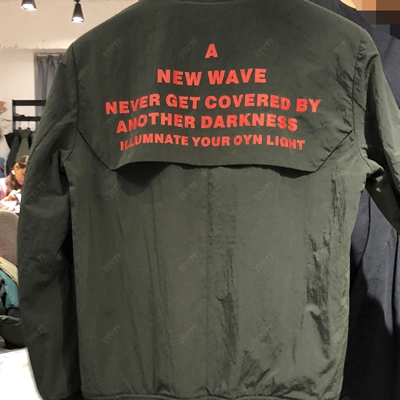 A
NEW WAVE
NEVER GET COVERED BY
ANOTHER DARKNESS
ILLUMNATE YOUR OYN LIGHT